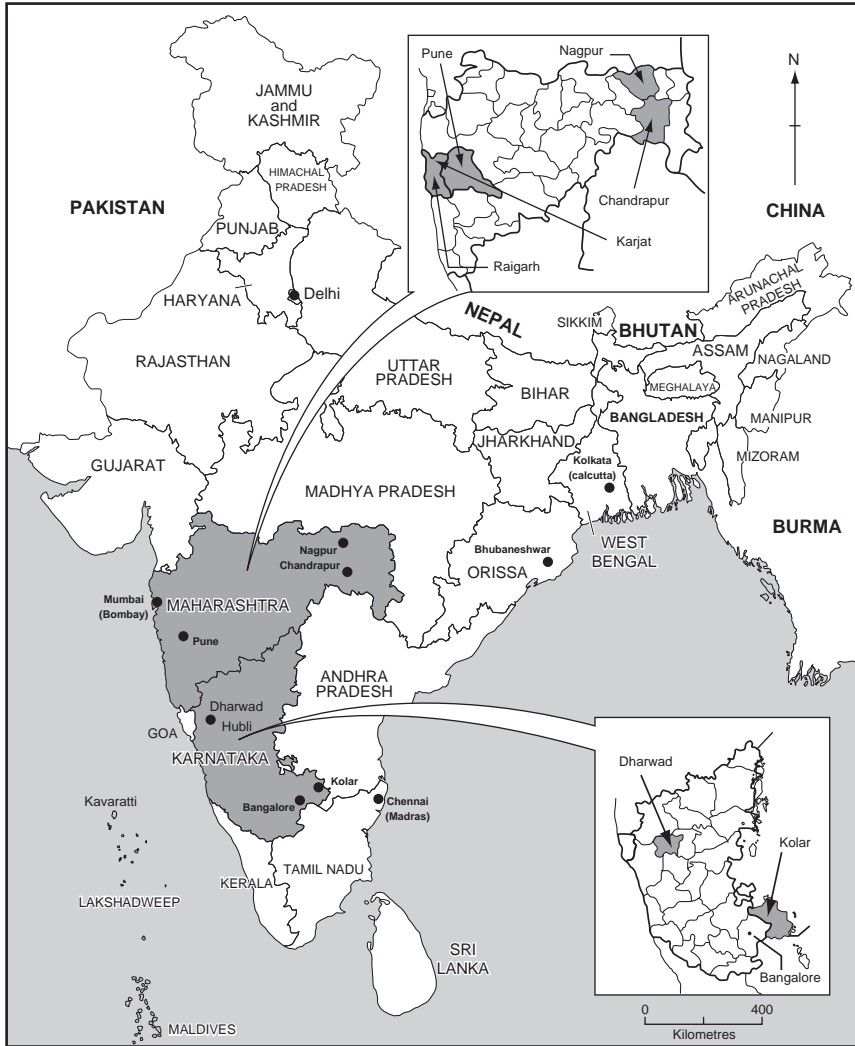 Pune
Nagpur
Chandrapur
Karjat
Raigarh
N
JAMMU
and
KASHMIR
HIMACHAL
PRADESH
PAKISTAN
PUNJAB
CHINA
HARYANA
Delhi
ARUNACHAL
PRADESH
NEPAL
SIKKIM
BHUTAN
RAJASTHAN
UTTAR
PRADESH
ASSAM
NAGALAND
BIHAR
MEGHALAYA
BANGLADESH
MANIPUR
JHARKHAND
MIZORAM
GUJARAT
Kolkata
(calcutta)
MADHYA PRADESH
BURMA
Nagpur
Chandrapur
WEST
BENGAL
Bhubaneshwar
ORISSA
Mumbai
(Bombay)
MAHARASHTRA
Pune
ANDHRA
PRADESH
Dharwad
Hubli
GOA
KARNATAKA
Kolar
Bangalore
Chennai
(Madras)
Kavaratti
TAMIL NADU
KERALA
LAKSHADWEEP
SRI
LANKA
MALDIVES
Dharwad
Kolar
Bangalore
0 400
Kilometres